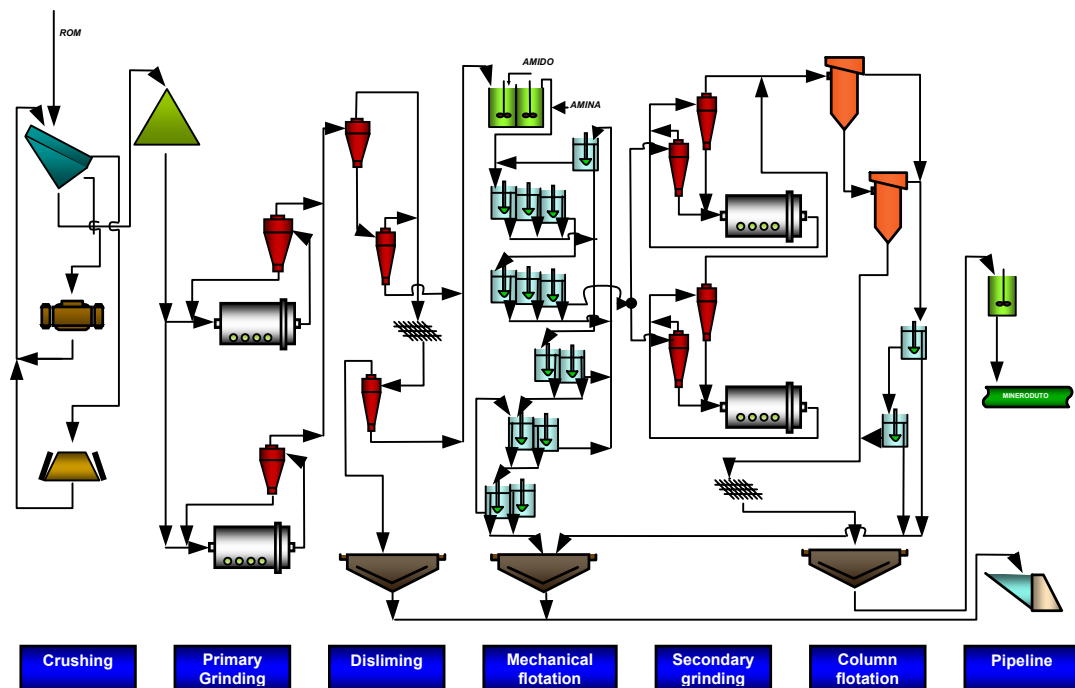 ROM
AMIDO
AMINA
MINERODUTO
Crushing
Primary
Grinding
Disliming
Mechanical
flotation
Secondary
grinding
Column
flotation
Pipeline